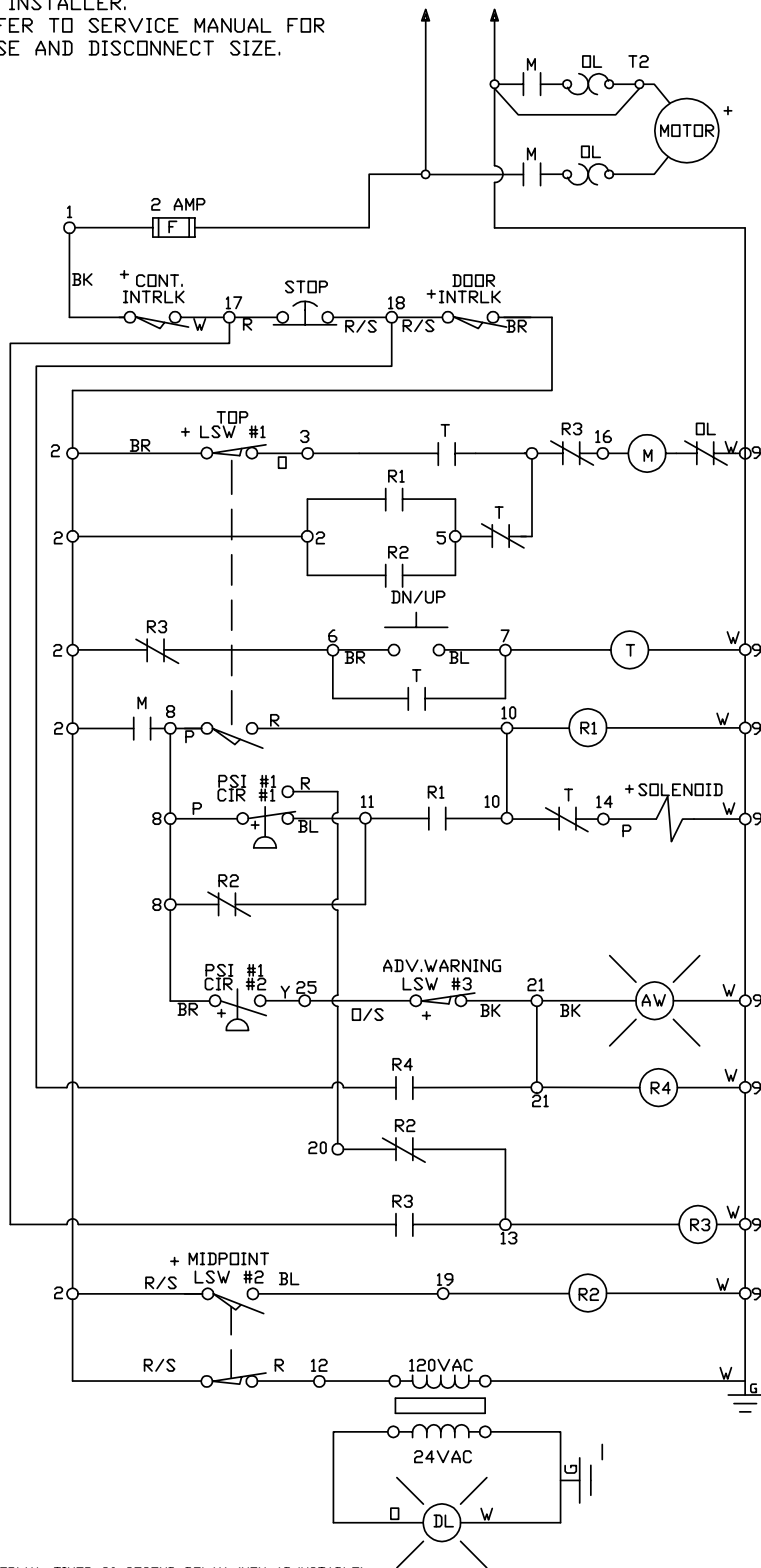 INSTALLER.
FER TO SERVICE MANUAL FOR
SE AND DISCONNECT SIZE.
M OL T2
MOTOR +
M OL
1 2 AMP
F
BK + CONT. INTRLK W 17 R STOP R/S 18 R/S DOOR +INTRLK BR
TOP
+ LSW #1
2 BR O 3 T R3 16 M OL W 9
R1
2 2 5 T
R2
DN/UP
2 R3 6 BR BL 7 T W 9
T
2 M 8 P R 10 R1 W 9
PSI #1 R
CIR #1
8 P + BL 11 R1 10 T 14 P +SOLENOID W 9
8 R2
PSI #1
CIR #2
BR + Y 25 O/S ADV.WARNING LSW #3 + BK 21 BK AW W 9
R4 21 R4 W 9
20 R2
R3 13 R3 W 9
+ MIDPOINT
2 R/S LSW #2 BL 19 R2 W 9
R/S R 12 120VAC W G
24VAC G
O DL W